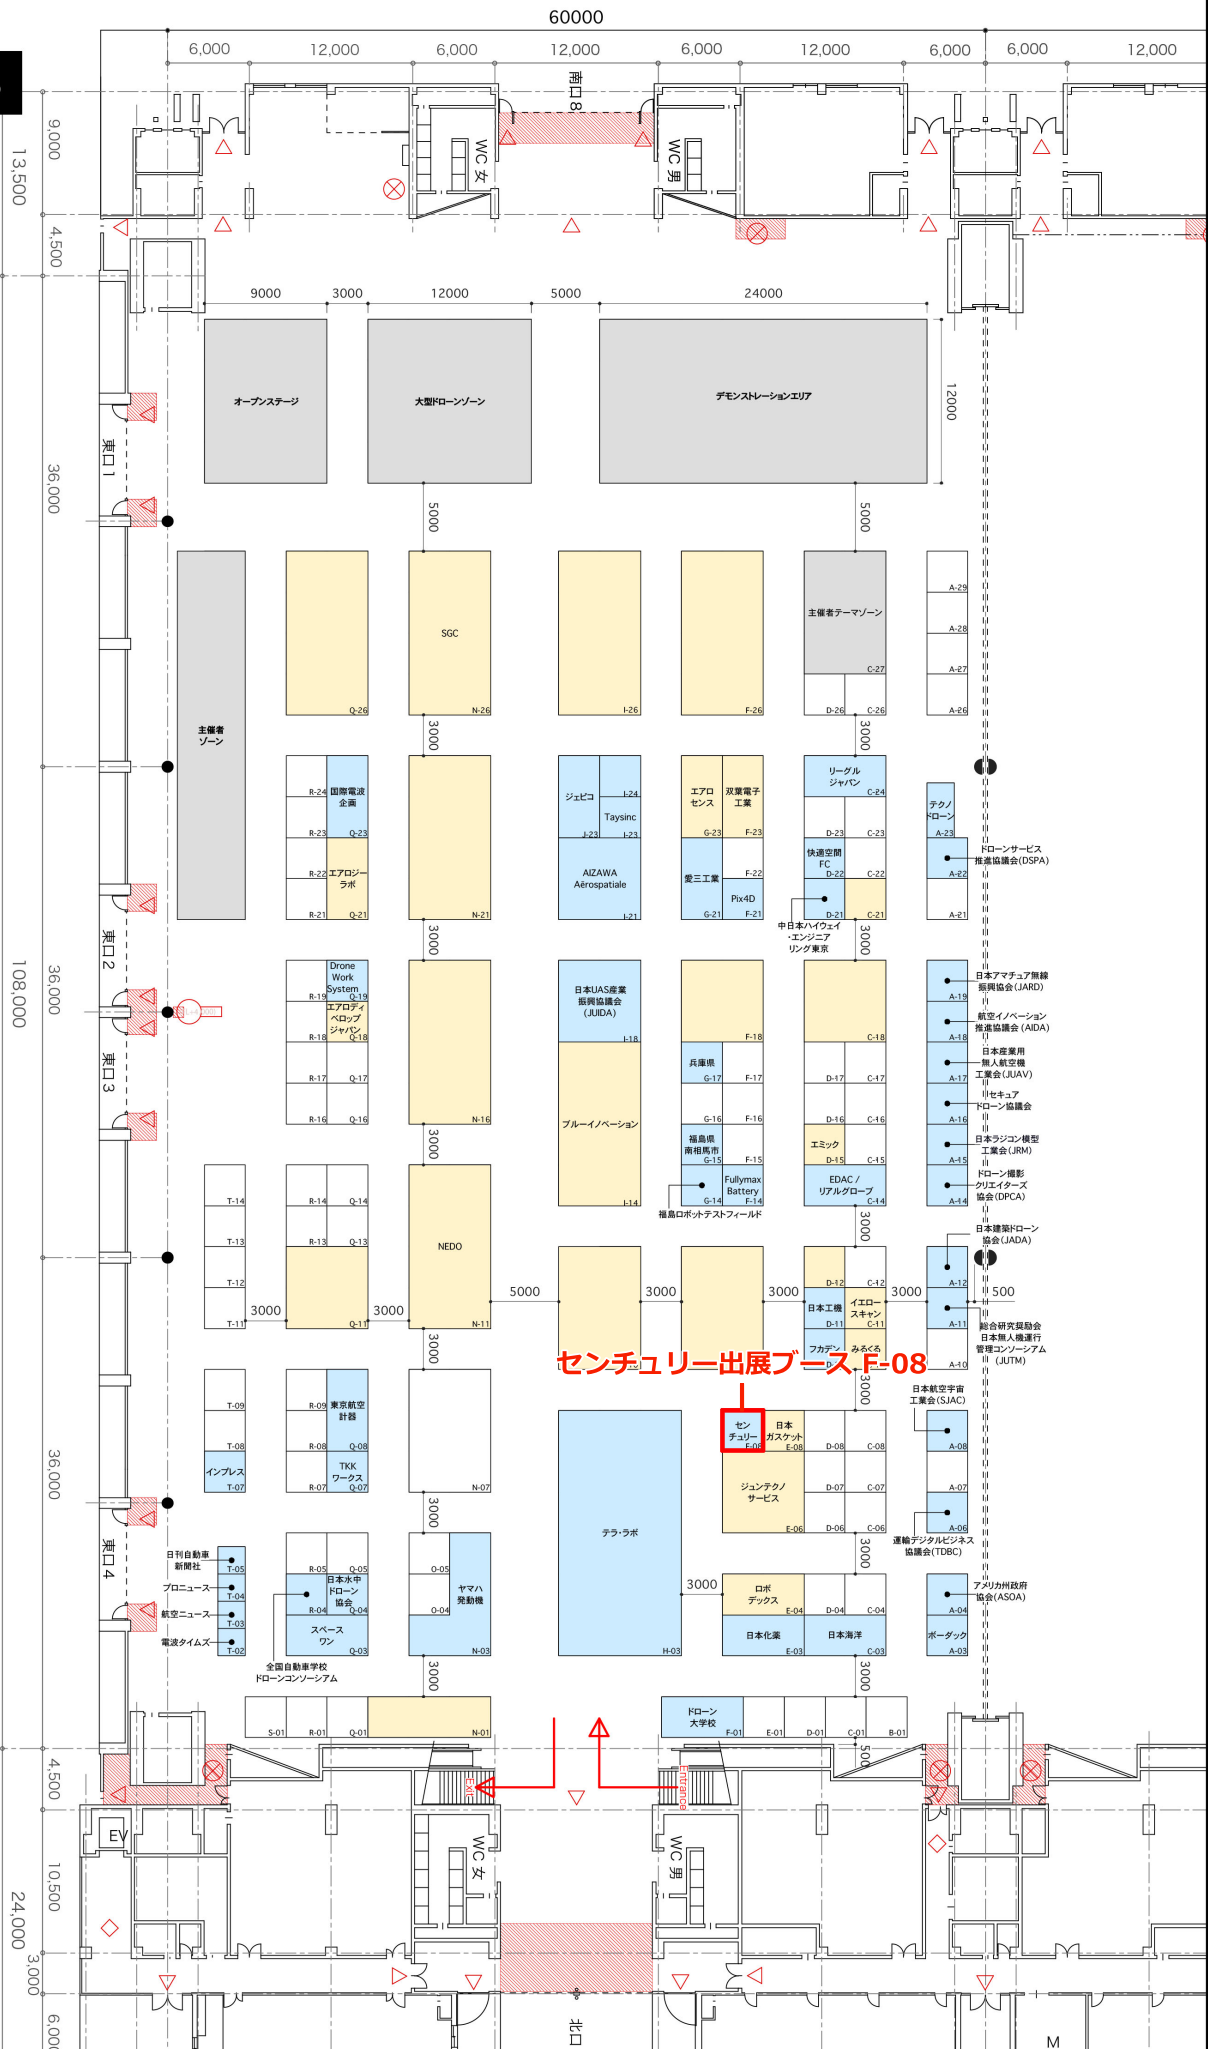 60000
6,000
12,000
6,000
12,000
6,000
12,000
6,000
6,000
12,000
南口8
9,000
13,500
WC 女
WC 男
4,500
9000
3000
12000
5000
24000
オープンステージ
大型ドローンゾーン
デモンストレーションエリア
12000
東口1
36,000
5000
5000
A-29
主催者テーマゾーン
A-28
SGC
C-27
A-27
Q-26
N-26
I-26
F-26
D-26
C-26
A-26
主催者
ゾーン
3000
3000
R-24
国際電波
企画
R-23
Q-23
ジェピコ
J-23
I-24
Taysinc
I-23
エアロ
センス
G-23
双葉電子
工業
F-23
リーグル
ジャパン
C-24
D-23
C-23
テクノ
ドローン
A-23
R-22
エアロジー
ラボ
R-21
Q-21
N-21
AIZAWA
Aérospatiale
I-21
愛三工業
G-21
F-22
Pix4D
F-21
快適空間
FC
D-22
C-22
D-21
C-21
ドローンサービス
推進協議会(DSPA)
A-22
A-21
中日本ハイウェイ
・エンジニア
リング東京
3000
3000
東口2
36,000
108,000
東口3
Drone
Work
System
R-19
Q-19
エアロディ
ベロップ
ジャパン
R-18
Q-18
R-17
Q-17
R-16
Q-16
N-16
日本UAS産業
振興協議会
(JUIDA)
I-18
ブルーイノベーション
I-14
F-18
兵庫県
G-17
F-17
G-16
F-16
福島県
南相馬市
G-15
F-15
G-14
Fullymax
Battery
F-14
福島ロボットテストフィールド
C-18
D-17
C-17
D-16
C-16
エミック
D-15
C-15
EDAC /
リアルグローブ
C-14
日本アマチュア無線
振興協会(JARD)
A-19
航空イノベーション
推進協議会 (AIDA)
A-18
日本産業用
無人航空機
工業会(JUAV)
A-17
セキュア
ドローン協議会
A-16
日本ラジコン模型
工業会(JRM)
A-15
ドローン撮影
クリエイターズ
協会(DPCA)
A-14
3000
3000
T-14
R-14
Q-14
T-13
R-13
Q-13
T-12
T-11
3000
Q-11
3000
NEDO
N-11
5000
3000
3000
D-12
C-12
日本工機
D-11
イエロー
スキャン
C-11
フカデン
みるくる
3000
日本建築ドローン
協会(JADA)
A-12
A-11
500
総合研究奨励会
日本無人機運行
管理コンソーシアム
(JUTM)
A-10
センチュリー出展ブース F-08
3000
3000
T-09
R-09
東京航空
計器
T-08
R-08
Q-08
インプレス
T-07
R-07
TKK
ワークス
Q-07
N-07
テラ・ラボ
H-03
セン
チュリー
F-08
日本
ガスケット
E-08
D-08
C-08
ジュンテクノ
サービス
E-06
D-07
C-07
D-06
C-06
日本航空宇宙
工業会(SJAC)
A-08
A-07
A-06
運輸デジタルビジネス
協議会(TDBC)
36,000
東口4
3000
3000
日刊自動車
新聞社
T-05
プロニュース
T-04
航空ニュース
T-03
電波タイムズ
T-02
R-05
Q-05
R-04
日本水中
ドローン
協会
Q-04
スペース
ワン
Q-03
全国自動車学校
ドローンコンソーシアム
O-05
O-04
ヤマハ
発動機
N-03
3000
ロボ
デックス
E-04
D-04
C-04
日本化薬
E-03
日本海洋
C-03
アメリカ州政府
協会(ASOA)
A-04
ボーダック
A-03
3000
3000
S-01
R-01
Q-01
N-01
ドローン
大学校
F-01
E-01
D-01
C-01
B-01
500
4,500
Exit
Entrance
EV
WC 女
WC 男
10,500
24,000
3,000
6,000
北口
M